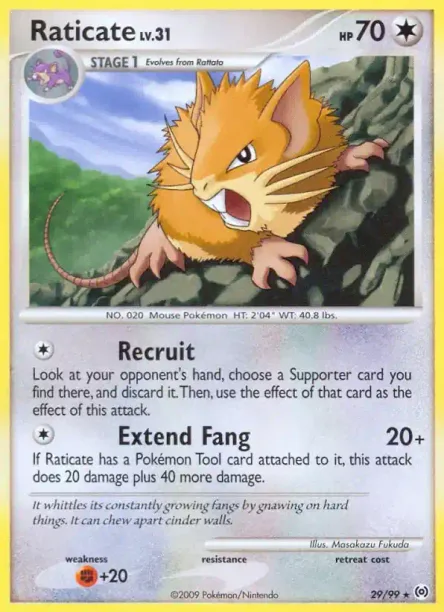 Raticate LV.31
HP 70
STAGE 1 Evolves from Rattata
NO. 020 Mouse Pokémon HT: 2'04" WT: 40.8 lbs.
Recruit
Look at your opponent's hand, choose a Supporter card you
find there, and discard it. Then, use the effect of that card as the
effect of this attack.
Extend Fang 20+
If Raticate has a Pokémon Tool card attached to it, this attack
does 20 damage plus 40 more damage.
It whittles its constantly growing fangs by gnawing on hard
things. It can chew apart cinder walls.
Illus. Masakazu Fukuda
weakness resistance retreat cost
+20
©2009 Pokémon/Nintendo 29/99 ★